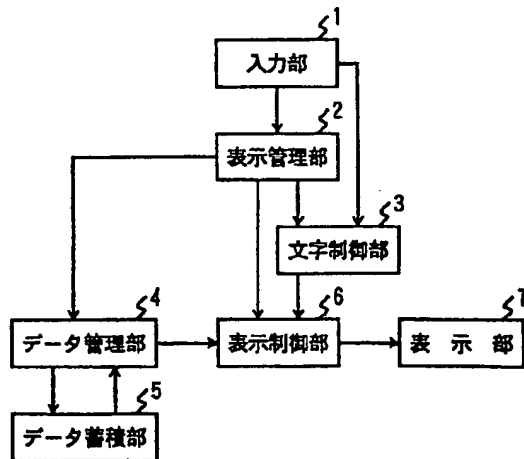 1
入力部
2
表示管理部
3
文字制御部
4
データ管理部
6
表示制御部
7
表 示 部
5
データ蓄積部